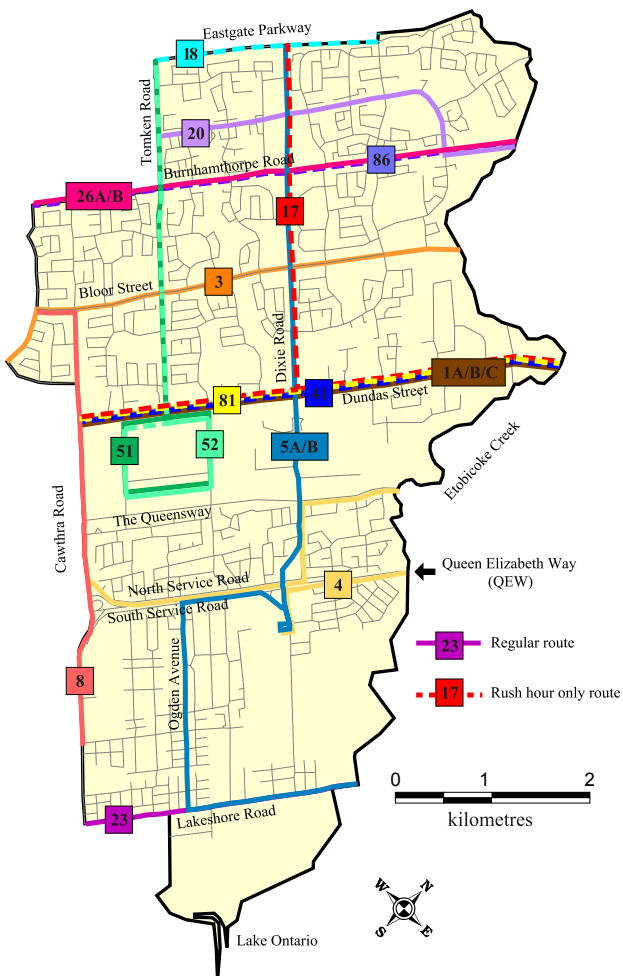 Eastgate Parkway
18
Tomken Road
20
Burnhamthorpe Road
86
26A/B
17
3
Bloor Street
Dixie Road
1A/B/C
81
41
Dundas Street
51
52
5A/B
Etobicoke Creek
The Queensway
Cawthra Road
Queen Elizabeth Way
(QEW)
North Service Road
4
South Service Road
23
Regular route
Ogden Avenue
8
17
Rush hour only route
0
1
2
kilometres
23
Lakeshore Road
W
N
S
E
Lake Ontario